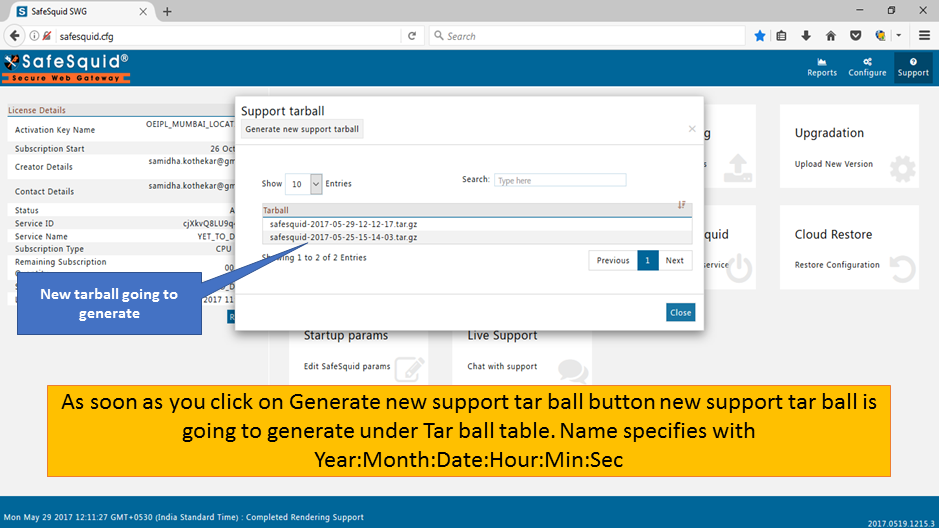 SafeSquid SWG
safesquid.cfg
Search
SafeSquid®
Secure Web Gateway
Reports
Configure
Support
License Details
Activation Key Name
OEIPL_MUMBAI_LOCAT
Subscription Start
26 Oct
Creator Details
samidha.kothekar@gm
Contact Details
samidha.kothekar@gm
Status
A
Service ID
cjXkvQ8LU9q
Service Name
YET_TO_D
Subscription Type
CPU
Remaining Subscription
00
2017 11
Support tarball
Generate new support tarball
×
Show 10 Entries
Search: Type here
Tarball
safesquid-2017-05-29-12-12-17.tar.gz
safesquid-2017-05-25-15-14-03.tar.gz
Showing 1 to 2 of 2 Entries
Previous 1 Next
Close
g
s
Upgradation
Upload New Version
quid
service
Cloud Restore
Restore Configuration
Startup params
Edit SafeSquid params
Live Support
Chat with support
New tarball going to
generate
As soon as you click on Generate new support tar ball button new support tar ball is
going to generate under Tar ball table. Name specifies with
Year:Month:Date:Hour:Min:Sec
Mon May 29 2017 12:11:27 GMT+0530 (India Standard Time) : Completed Rendering Support
2017.0519.1215.3